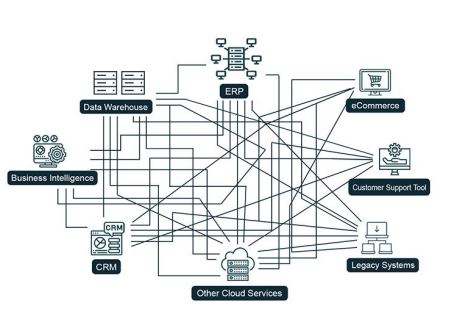 ERP
Data Warehouse
eCommerce
Business Intelligence
Customer Support Tool
CRM
CRM
Legacy Systems
Other Cloud Services